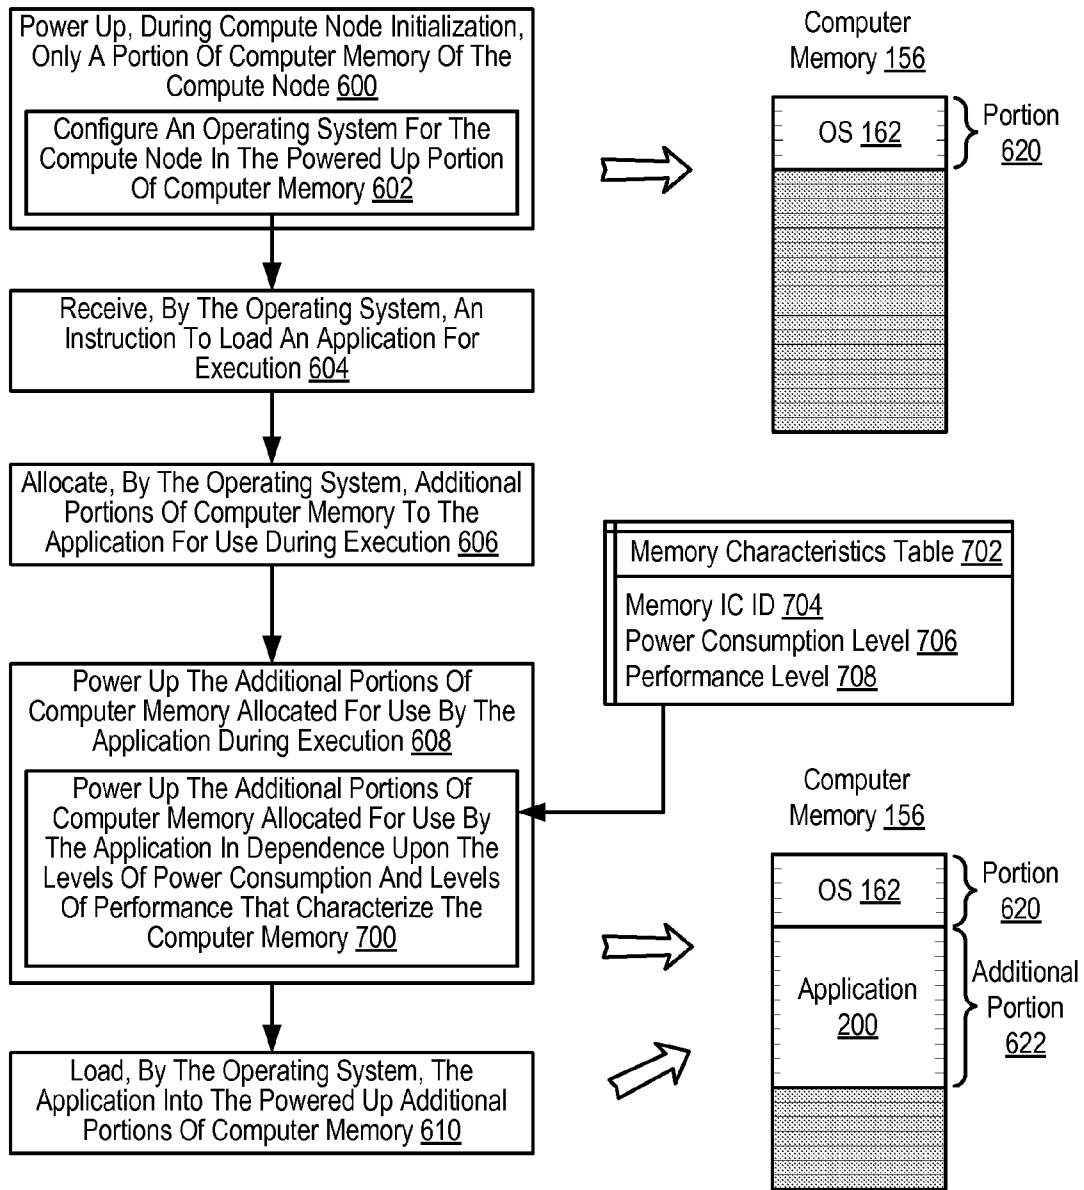 Power Up, During Compute Node Initialization,
Only A Portion Of Computer Memory Of The
Compute Node 600
Configure An Operating System For The
Compute Node In The Powered Up Portion
Of Computer Memory 602
Computer
Memory 156
OS 162
Portion
620
Receive, By The Operating System, An
Instruction To Load An Application For
Execution 604
Allocate, By The Operating System, Additional
Portions Of Computer Memory To The
Application For Use During Execution 606
Memory Characteristics Table 702
Memory IC ID 704
Power Consumption Level 706
Performance Level 708
Power Up The Additional Portions Of
Computer Memory Allocated For Use By The
Application During Execution 608
Power Up The Additional Portions Of
Computer Memory Allocated For Use By
The Application In Dependence Upon The
Levels Of Power Consumption And Levels
Of Performance That Characterize The
Computer Memory 700
Computer
Memory 156
OS 162
Portion
620
Application
200
Additional
Portion
622
Load, By The Operating System, The
Application Into The Powered Up Additional
Portions Of Computer Memory 610